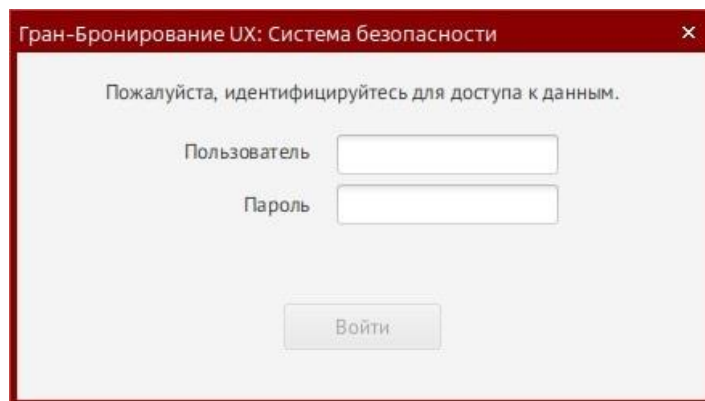 Гран-Бронирование UX: Система безопасности
Пожалуйста, идентифицируйтесь для доступа к данным.
Пользователь
Пароль
Войти